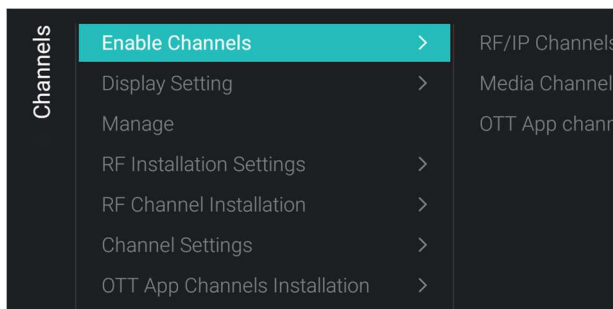 Channels
Enable Channels
Display Setting
Manage
RF Installation Settings
RF Channel Installation
Channel Settings
OTT App Channels Installation
RF/IP Channels
Media Channel
OTT App chann